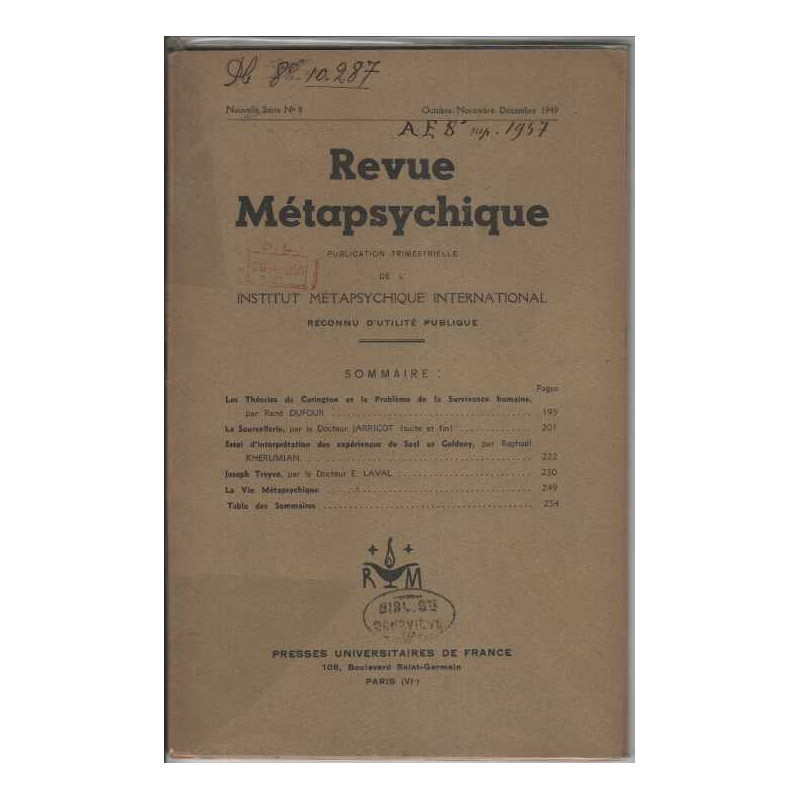 10.287
Nouvelle Série N° 8 Octobre-Novembre-Décembre 1949
A E 8° sup. 1957
Revue
Métapsychique
D. L.
PUBLICATION TRIMESTRIELLE
DE L'
INSTITUT MÉTAPSYCHIQUE INTERNATIONAL
RECONNU D'UTILITÉ PUBLIQUE
SOMMAIRE :
Pages
Les Théories de Carington et le Problème de la Survivance humaine,
par René DUFOUR 195
La Sourcellerie, par le Docteur JARRICOT (suite et fin) 201
Essai d'interprétation des expériences de Soal et Goldney, par Raphaël
KHERUMIAN 222
Joseph Treyve, par le Docteur E. LAVAL 230
La Vie Métapsychique 249
Table des Sommaires 254
R M
BIBL. STE
GENEVIEVE
PRESSES UNIVERSITAIRES DE FRANCE
108, Boulevard Saint-Germain
PARIS (VIe)